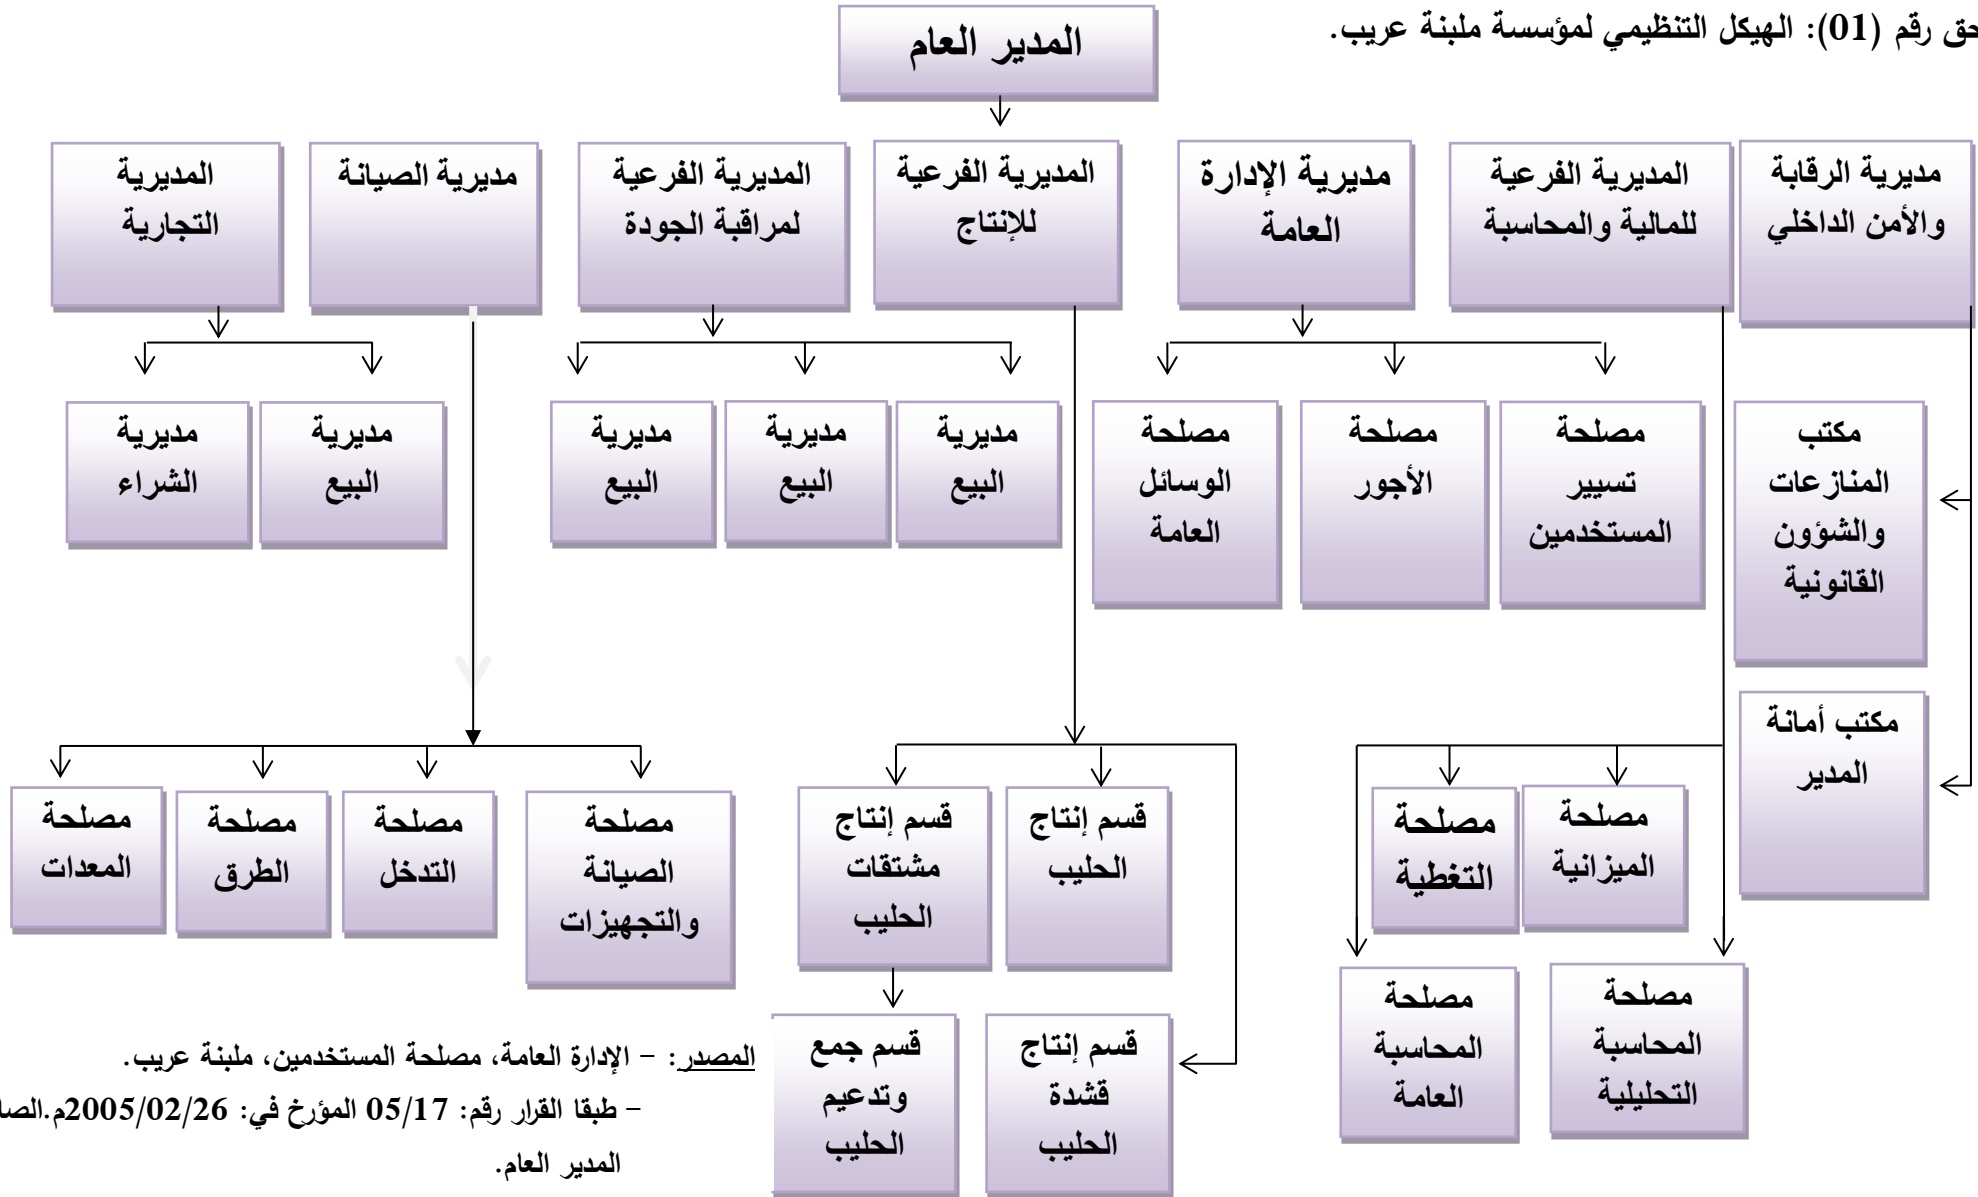 حق رقم (01): الهيكل التنظيمي لمؤسسة ملبنة عريب.
المدير العام
مديرية الرقابة
والأمن الداخلي
المديرية الفرعية
للمالية والمحاسبة
مديرية الإدارة
العامة
المديرية الفرعية
للإنتاج
المديرية الفرعية
لمراقبة الجودة
مديرية الصيانة
المديرية
التجارية
مكتب
المنازعات
والشؤون
القانونية
مصلحة
تسيير
المستخدمين
مصلحة
الأجور
مصلحة
الوسائل
العامة
مديرية
البيع
مديرية
البيع
مديرية
البيع
مديرية
البيع
مديرية
الشراء
مكتب أمانة
المدير
مصلحة
الميزانية
مصلحة
التغطية
قسم إنتاج
الحليب
قسم إنتاج
مشتقات
الحليب
مصلحة
الصيانة
والتجهيزات
مصلحة
التدخل
مصلحة
الطرق
مصلحة
المعدات
مصلحة
المحاسبة
التحليلية
مصلحة
المحاسبة
العامة
قسم إنتاج
قشدة
الحليب
قسم جمع
وتدعيم
الحليب
المصدر: - الإدارة العامة، مصلحة المستخدمين، ملبنة عريب.
- طبقا القرار رقم: 05/17 المؤرخ في: 2005/02/26م.الصا
المدير العام.